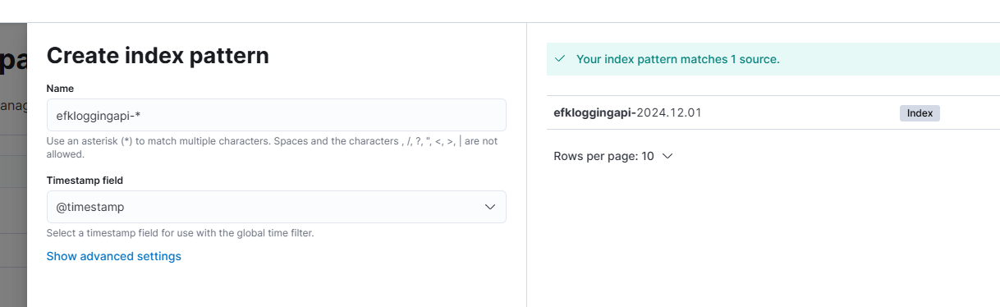 pa
anag
Create index pattern
Name
efkloggingapi-*
Use an asterisk (*) to match multiple characters. Spaces and the characters , /, ?, ", <, >, | are not
allowed.
Timestamp field
@timestamp
Select a timestamp field for use with the global time filter.
Show advanced settings
Your index pattern matches 1 source.
efkloggingapi-2024.12.01
Index
Rows per page: 10